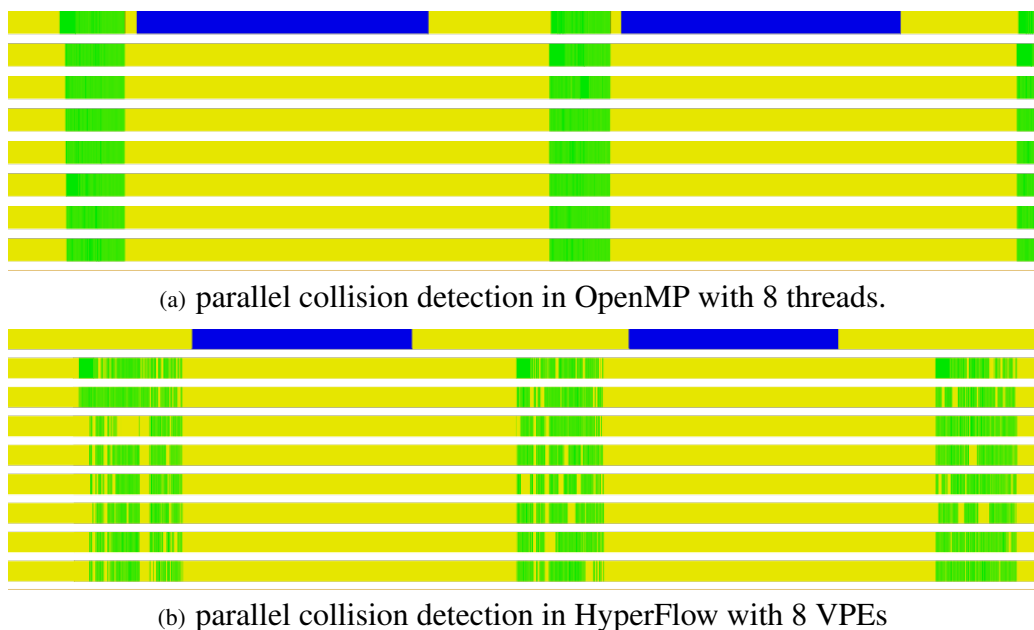 (a) parallel collision detection in OpenMP with 8 threads.
(b) parallel collision detection in HyperFlow with 8 VPEs